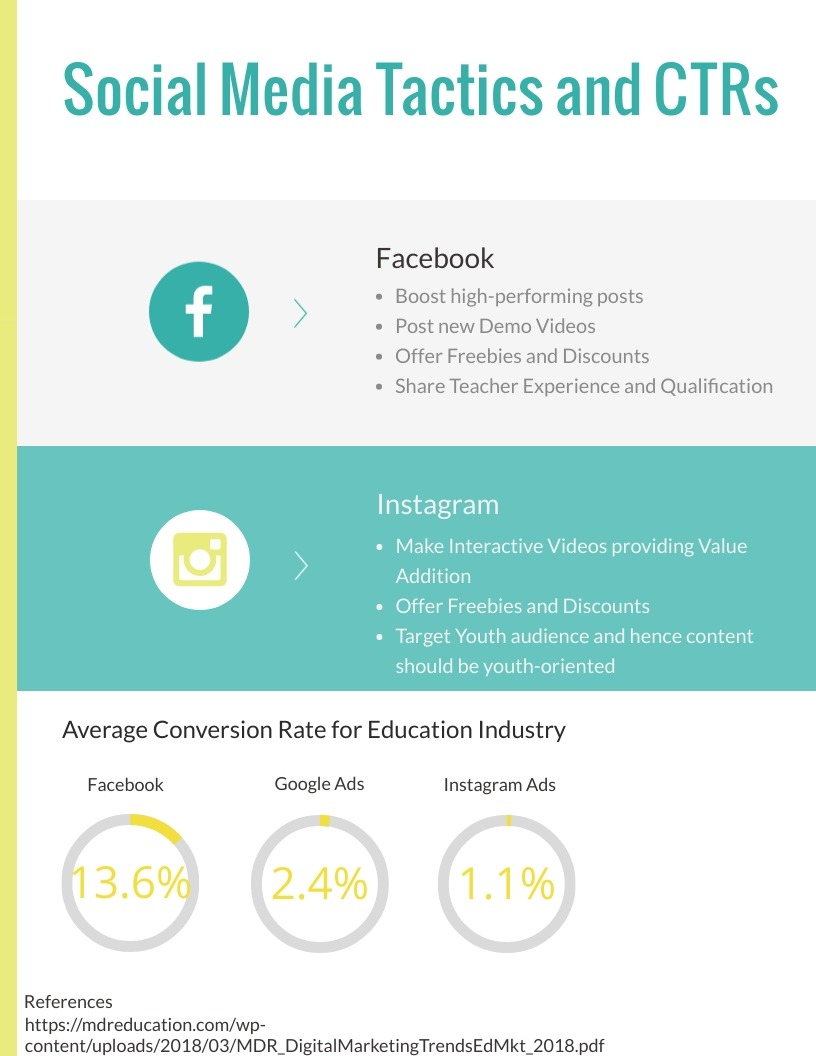 Social Media Tactics and CTRs
Facebook
• Boost high-performing posts
• Post new Demo Videos
• Offer Freebies and Discounts
• Share Teacher Experience and Qualification
Instagram
• Make Interactive Videos providing Value
Addition
• Offer Freebies and Discounts
• Target Youth audience and hence content
should be youth-oriented
Average Conversion Rate for Education Industry
Facebook
13.6%
Google Ads
2.4%
Instagram Ads
1.1%
References
https://mdreducation.com/wp-
content/uploads/2018/03/MDR_DigitalMarketingTrendsEdMkt_2018.pdf